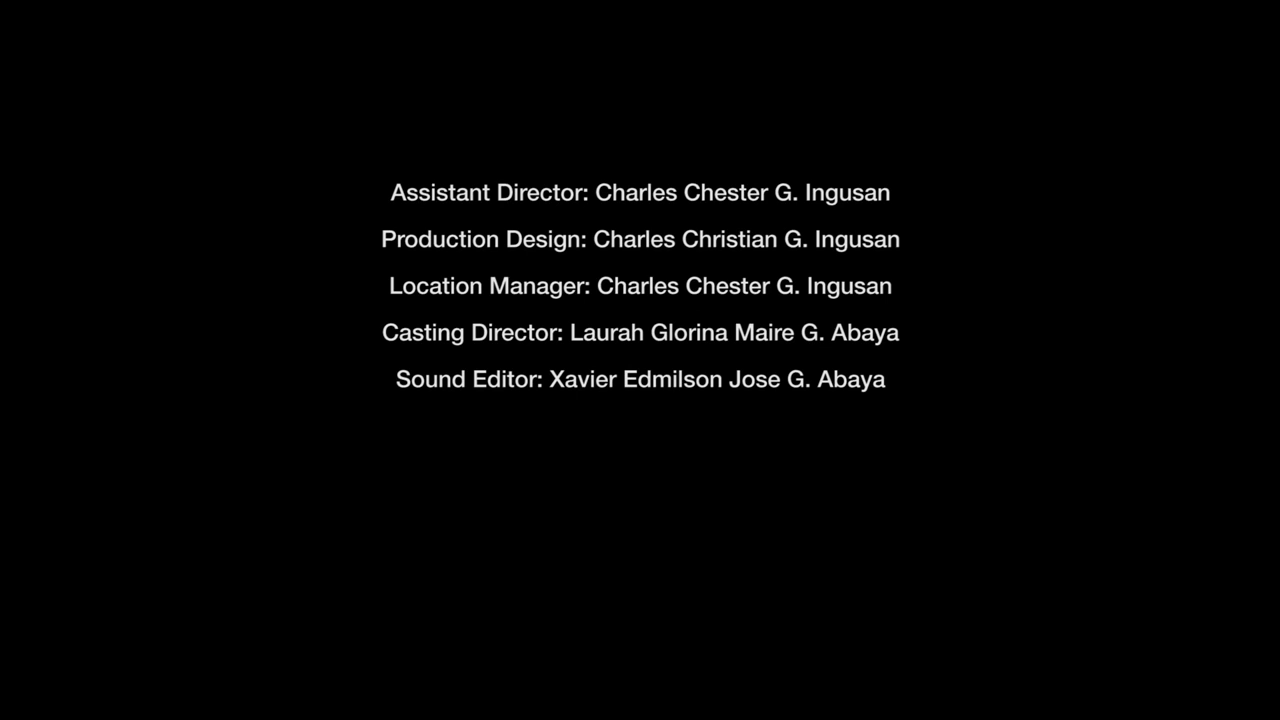 Assistant Director: Charles Chester G. Ingusan
Production Design: Charles Christian G. Ingusan
Location Manager: Charles Chester G. Ingusan
Casting Director: Laurah Glorina Maire G. Abaya
Sound Editor: Xavier Edmilson Jose G. Abaya